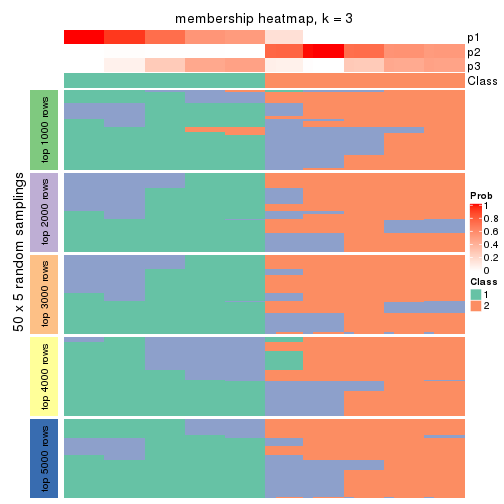 membership heatmap, k = 3
p1
p2
p3
Class
50 x 5 random samplings
top 1000 rows
top 2000 rows
top 3000 rows
top 4000 rows
top 5000 rows
Prob
1
0.8
0.6
0.4
0.2
0
Class
1
2